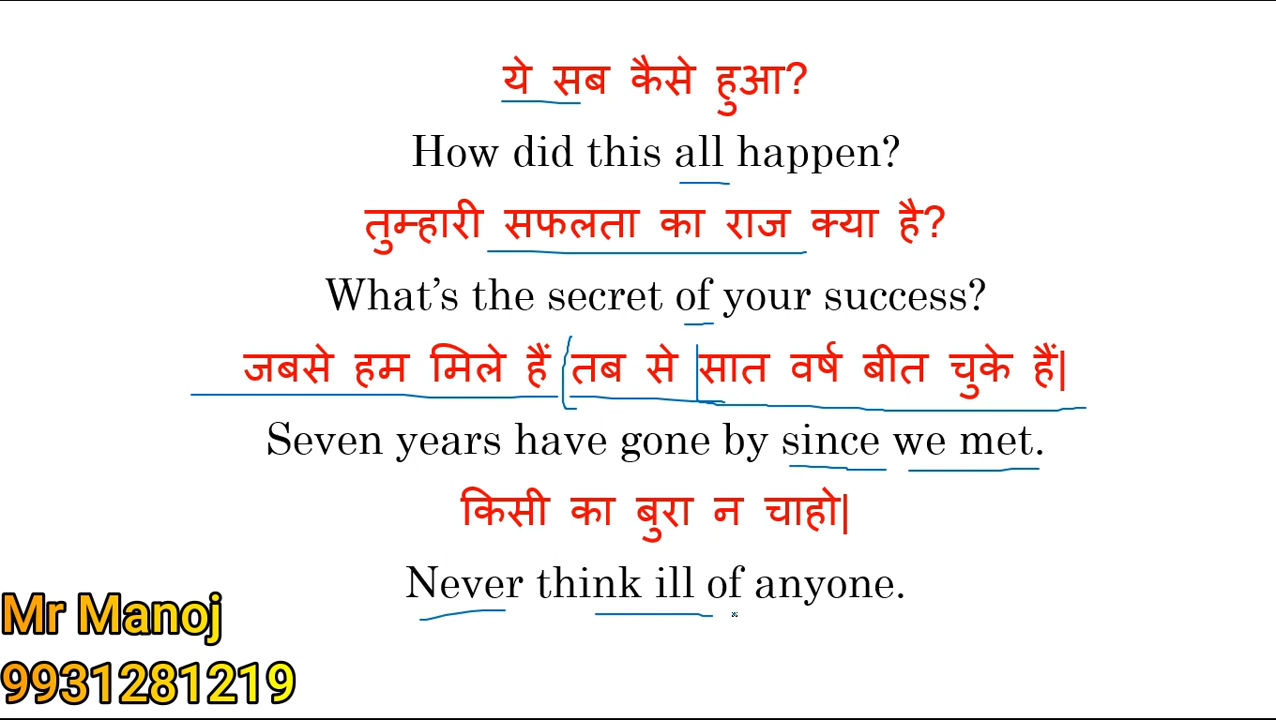 ये सब कैसे हुआ?
How did this all happen?
तुम्हारी सफलता का राज क्या है?
What’s the secret of your success?
जबसे हम मिले हैं तब से सात वर्ष बीत चुके हैं|
Seven years have gone by since we met.
किसी का बुरा न चाहो|
Never think ill of anyone.
Mr Manoj
9931281219